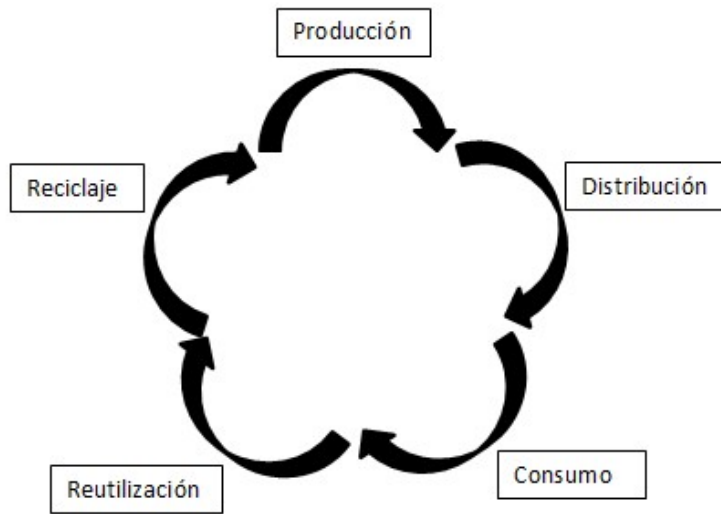 Producción
Distribución
Consumo
Reutilización
Reciclaje